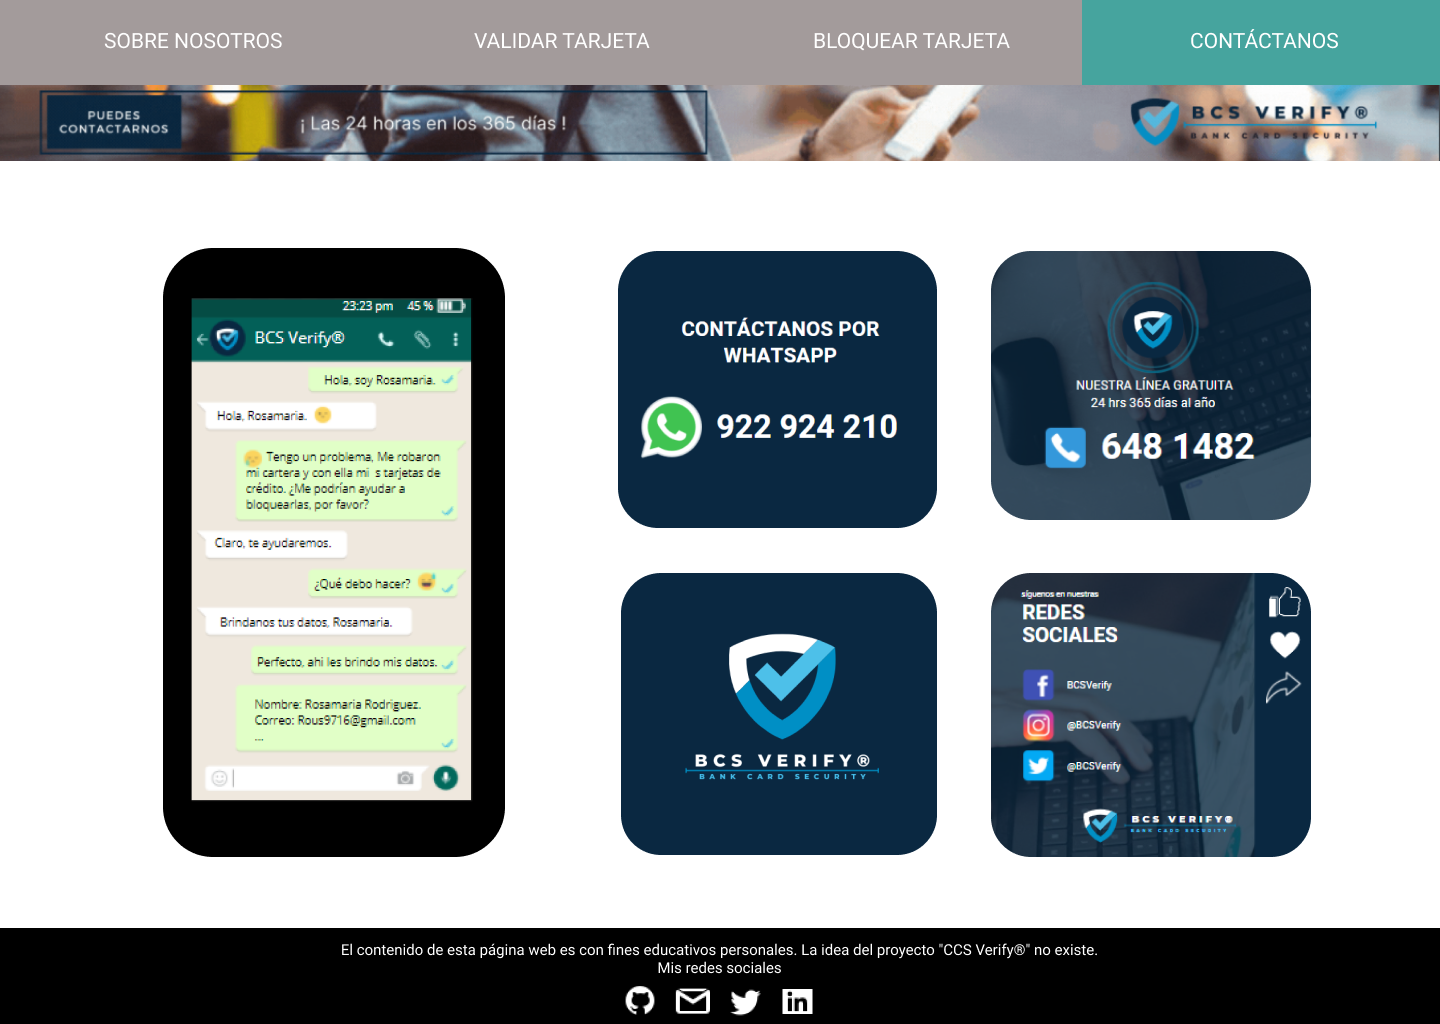 SOBRE NOSOTROS
VALIDAR TARJETA
BLOQUEAR TARJETA
CONTÁCTANOS
PUEDES
CONTACTARNOS
¡ Las 24 horas en los 365 días !
BCS VERIFY®
BANK CARD SECURITY
23:23 pm 45 %
BCS Verify®
Hola, soy Rosamaria.
Hola, Rosamaria.
Tengo un problema, Me robaron
mi cartera y con ella mi s tarjetas de
crédito. ¿Me podrían ayudar a
bloquearlas, por favor?
Claro, te ayudaremos.
¿Qué debo hacer?
Brindanos tus datos, Rosamaria.
Perfecto, ahi les brindo mis datos.
Nombre: Rosamaria Rodriguez.
Correo: Rous9716@gmail.com
...
CONTÁCTANOS POR
WHATSAPP
922 924 210
NUESTRA LÍNEA GRATUITA
24 hrs 365 días al año
648 1482
BCS VERIFY®
BANK CARD SECURITY
síguenos en nuestras
REDES
SOCIALES
BCSVerify
@BCSVerify
@BCSVerify
BCS VERIFY®
BANK CARD SECURITY
El contenido de esta página web es con fines educativos personales. La idea del proyecto "CCS Verify®" no existe.
Mis redes sociales